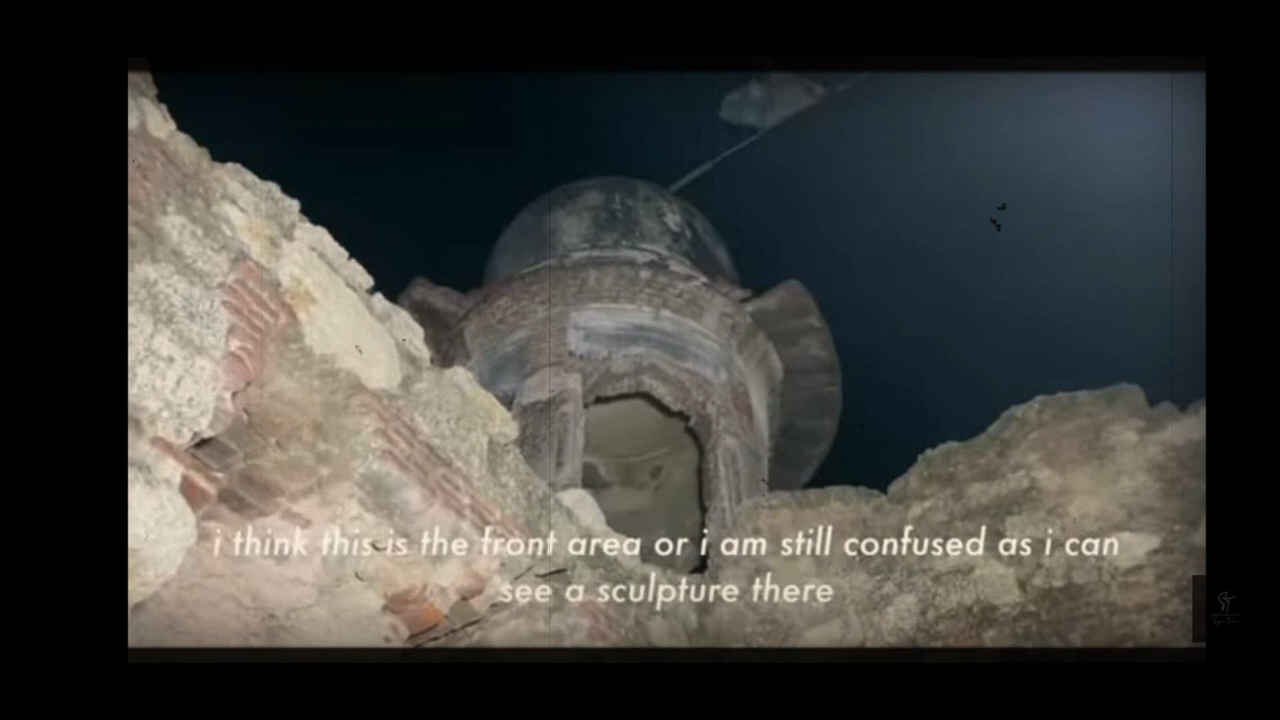 i think this is the front area or i am still confused as i can
see a sculpture there